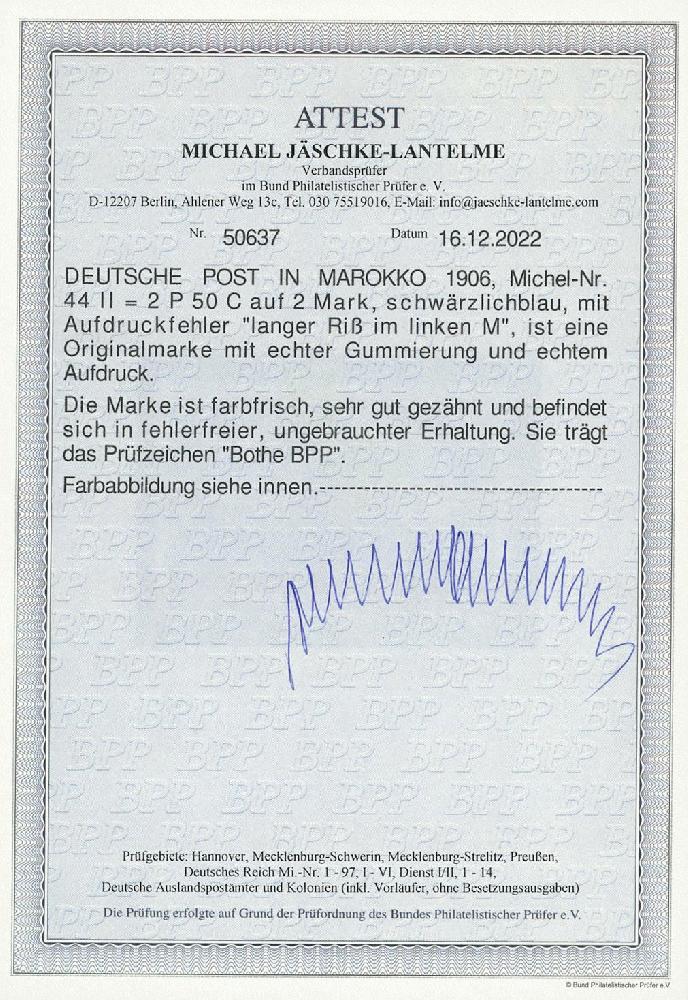 ATTEST
MICHAEL JÄSCHKE-LANTELME
Verbandsprüfer
im Bund Philatelistischer Prüfer e. V.
D-12207 Berlin, Ahlener Weg 13c, Tel. 030 75519016, E-Mail: info@jaeschke-lantelme.com
Nr. 50637 Datum 16.12.2022
DEUTSCHE POST IN MAROKKO 1906, Michel-Nr.
44 II = 2 P 50 C auf 2 Mark, schwärzlichblau, mit
Aufdruckfehler "langer Riß im linken M", ist eine
Originalmarke mit echter Gummierung und echtem
Aufdruck.
Die Marke ist farbfrisch, sehr gut gezähnt und befindet
sich in fehlerfreier, ungebrauchter Erhaltung. Sie trägt
das Prüfzeichen "Bothe BPP".
Farbabbildung siehe innen.-------------------------------
Prüfgebiete: Hannover, Mecklenburg-Schwerin, Mecklenburg-Strelitz, Preußen,
Deutsches Reich Mi.-Nr. 1 - 97, I - VI, Dienst I/II, 1 - 14,
Deutsche Auslandspostämter und Kolonien (inkl. Vorläufer, ohne Besetzungsausgaben)
Die Prüfung erfolgte auf Grund der Prüfordnung des Bundes Philatelistischer Prüfer e.V.
© Bund Philatelistischer Prüfer e.V.